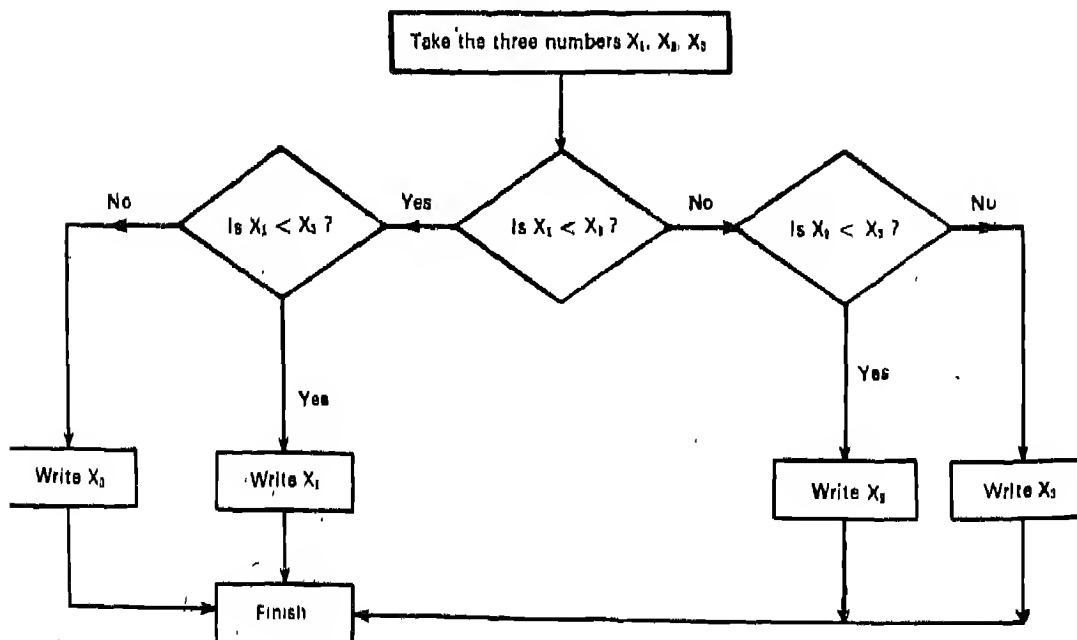 Take the three numbers X₁, X₂, X₃
No
Is X₁ < X₃ ?
Yes
Is X₁ < X₂ ?
No
Is X₂ < X₃ ?
No
Yes
Yes
Write X₃
Write X₁
Write X₂
Write X₃
Finish